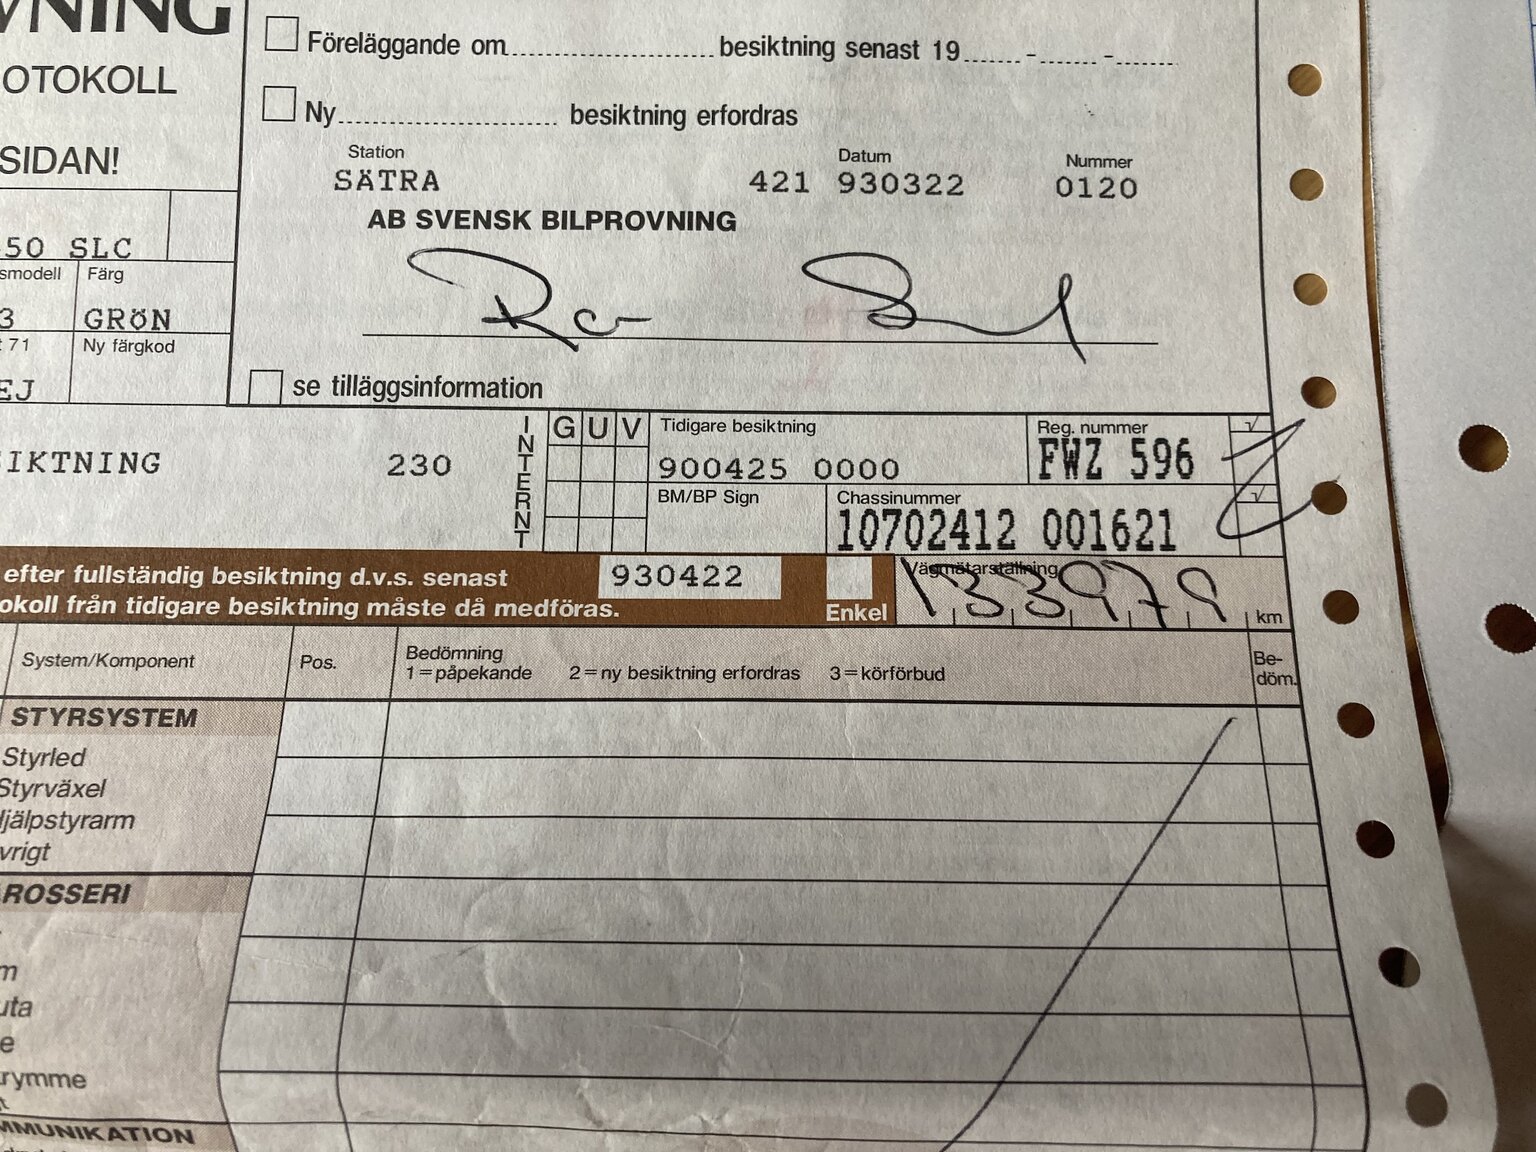 VNING
OTOKOLL
SIDAN!
Föreläggande om besiktning senast 19 - -
Ny besiktning erfordras
Station Datum Nummer
SÄTRA 421 930322 0120
AB SVENSK BILPROVNING
50 SLC
smodell Färg
3 GRÖN
t 71 Ny färgkod
EJ
se tilläggsinformation
IKTNING 230
INTERNT
G U V
Tidigare besiktning
900425 0000
BM/BP Sign
Reg. nummer √
FWZ 596
Chassinummer √
10702412 001621
efter fullständig besiktning d.v.s. senast 930422
okoll från tidigare besiktning måste då medföras.
Enkel
Vägmätarställning
133979 km
System/Komponent Pos. Bedömning
1=påpekande 2=ny besiktning erfordras 3=körförbud
Be-
döm.
STYRSYSTEM
Styrled
Styrväxel
jälpstyrarm
vrigt
ROSSERI
m
uta
e
rymme
t
MMUNIKATION